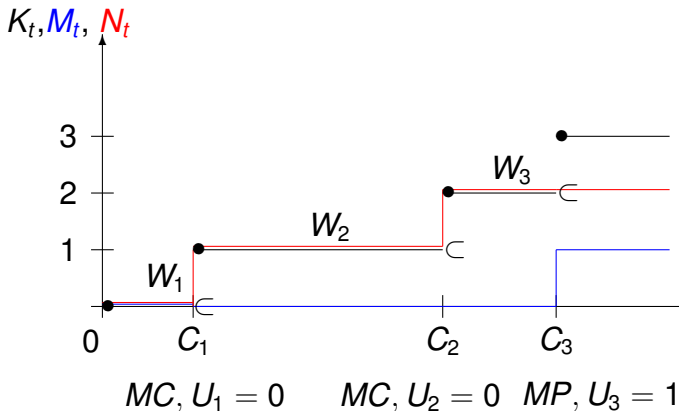 K_t, M_t, N_t
3
W_3
2
W_2
1
W_1
0 C_1 C_2 C_3
MC, U_1 = 0 MC, U_2 = 0 MP, U_3 = 1